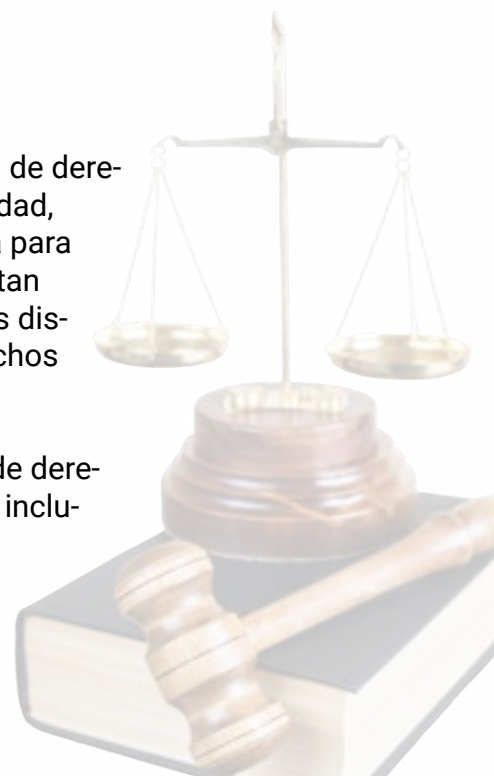 de dere-
dad,
para
tan
s dis-
chos
de dere-
inclu-